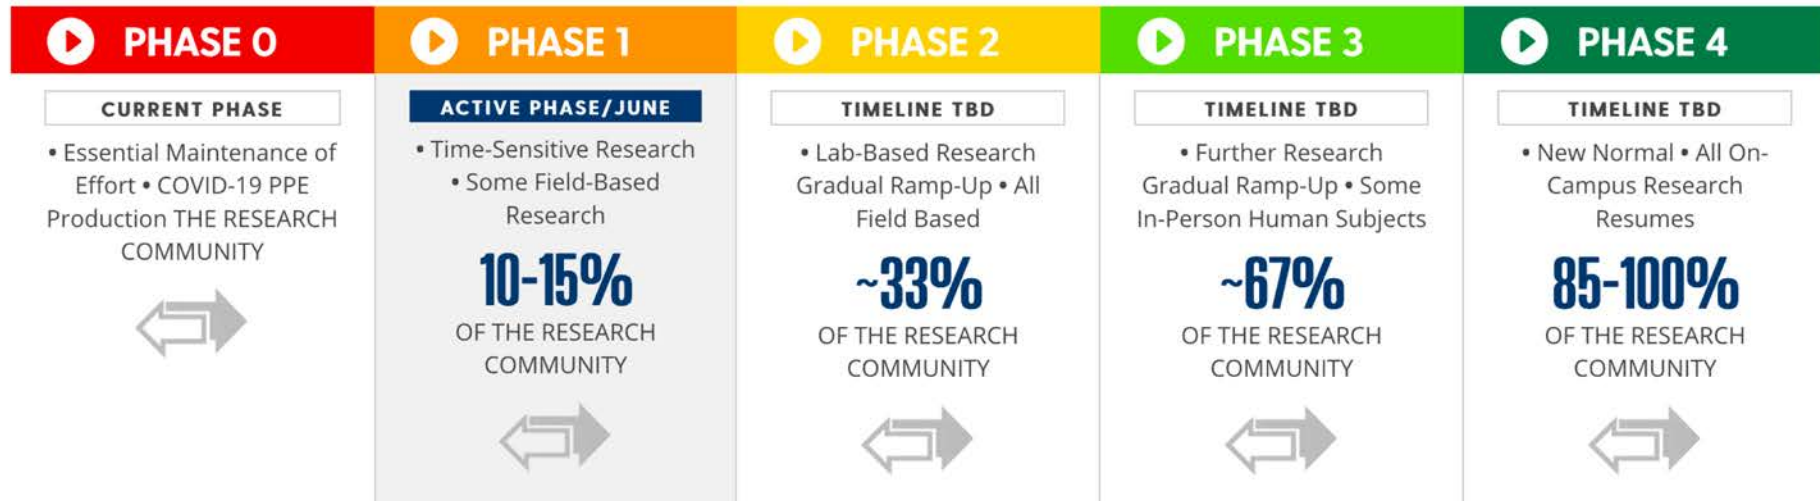 PHASE 0
CURRENT PHASE
• Essential Maintenance of
Effort • COVID-19 PPE
Production THE RESEARCH
COMMUNITY
PHASE 1
ACTIVE PHASE/JUNE
• Time-Sensitive Research
• Some Field-Based
Research
10-15%
OF THE RESEARCH
COMMUNITY
PHASE 2
TIMELINE TBD
• Lab-Based Research
Gradual Ramp-Up • All
Field Based
~33%
OF THE RESEARCH
COMMUNITY
PHASE 3
TIMELINE TBD
• Further Research
Gradual Ramp-Up • Some
In-Person Human Subjects
~67%
OF THE RESEARCH
COMMUNITY
PHASE 4
TIMELINE TBD
• New Normal • All On-
Campus Research
Resumes
85-100%
OF THE RESEARCH
COMMUNITY